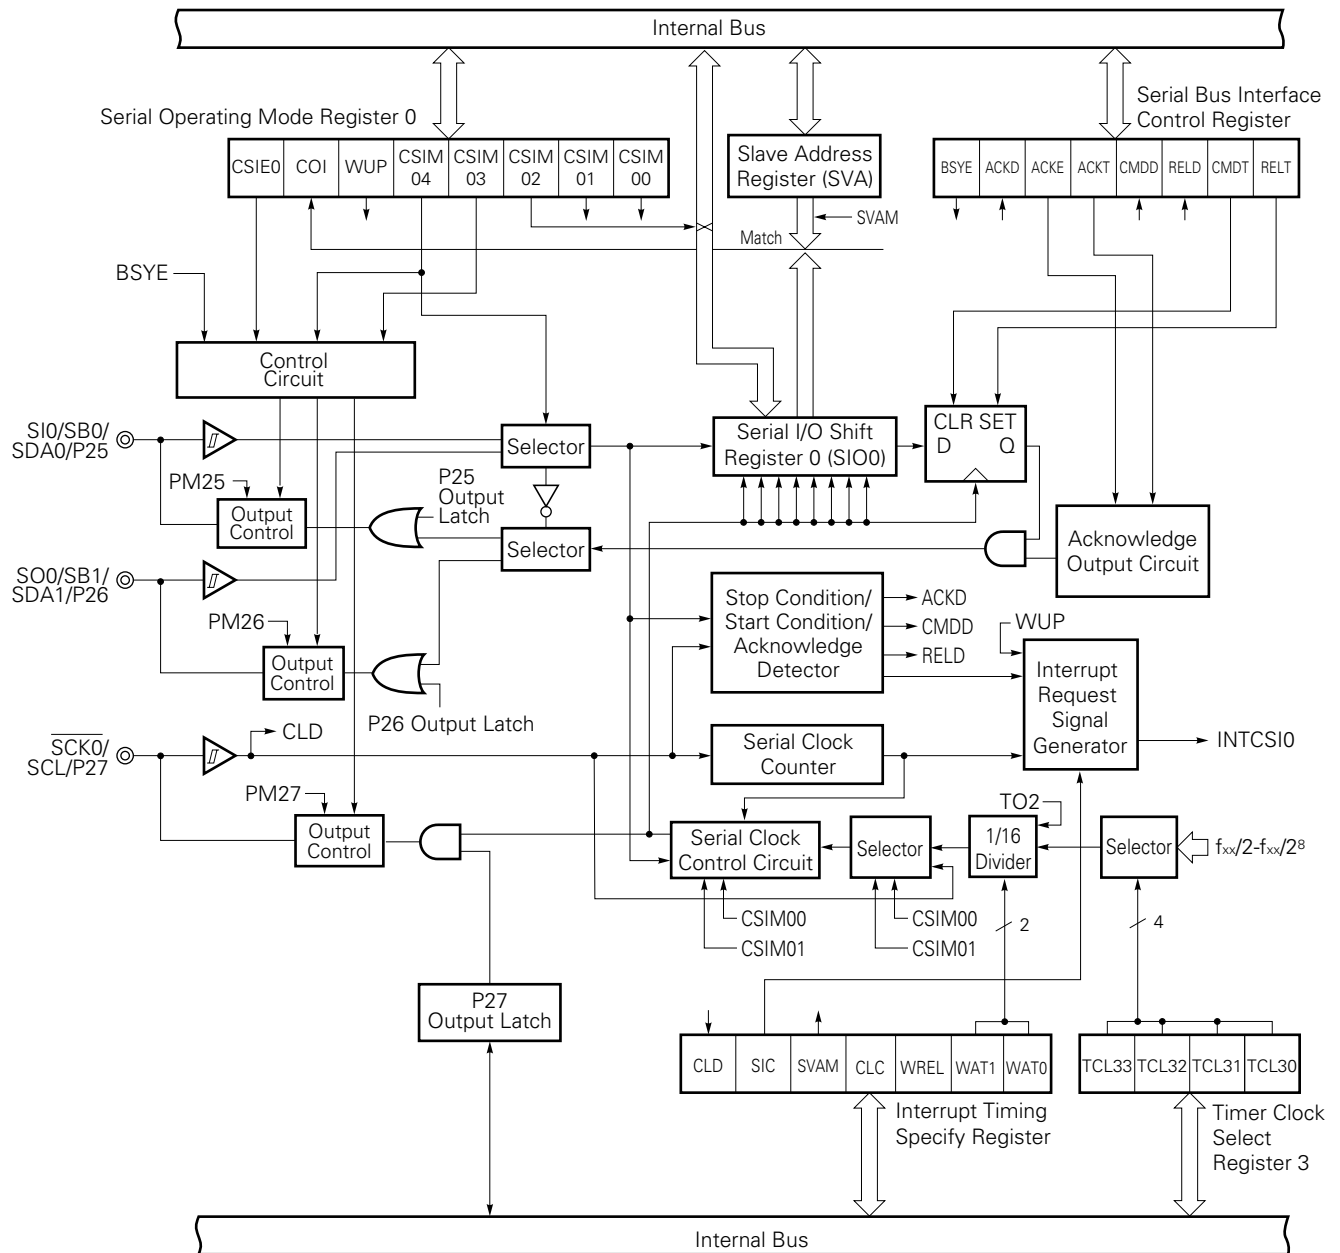 Internal Bus
Serial Operating Mode Register 0
Serial Bus Interface
Control Register
CSIE0 COI WUP CSIM 04 CSIM 03 CSIM 02 CSIM 01 CSIM 00
Slave Address
Register (SVA)
BSYE ACKD ACKE ACKT CMDD RELD CMDT RELT
SVAM
Match
BSYE
Control
Circuit
SI0/SB0/
SDA0/P25
Selector
Serial I/O Shift
Register 0 (SIO0)
CLR SET
D Q
PM25
P25
Output
Latch
Output
Control
Selector
Acknowledge
Output Circuit
SO0/SB1/
SDA1/P26
Stop Condition/
Start Condition/
Acknowledge
Detector
ACKD
CMDD
RELD
WUP
PM26
Output
Control
Interrupt
Request
Signal
Generator
P26 Output Latch
SCK0/
SCL/P27
CLD
Serial Clock
Counter
INTCSI0
PM27
TO2
Output
Control
Serial Clock
Control Circuit
Selector
1/16
Divider
Selector
fxx/2-fxx/2⁸
CSIM00
CSIM01
CSIM00
CSIM01
2
4
P27
Output Latch
CLD SIC SVAM CLC WREL WAT1 WAT0
TCL33 TCL32 TCL31 TCL30
Interrupt Timing
Specify Register
Timer Clock
Select
Register 3
Internal Bus